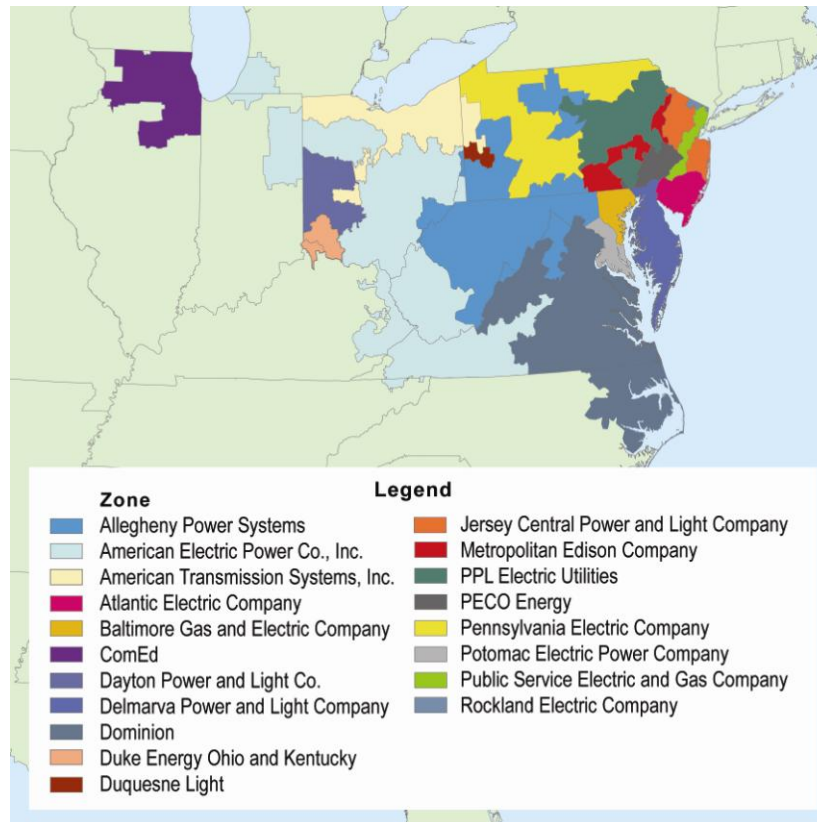 Legend
Zone
Allegheny Power Systems
American Electric Power Co., Inc.
American Transmission Systems, Inc.
Atlantic Electric Company
Baltimore Gas and Electric Company
ComEd
Dayton Power and Light Co.
Delmarva Power and Light Company
Dominion
Duke Energy Ohio and Kentucky
Duquesne Light
Jersey Central Power and Light Company
Metropolitan Edison Company
PPL Electric Utilities
PECO Energy
Pennsylvania Electric Company
Potomac Electric Power Company
Public Service Electric and Gas Company
Rockland Electric Company